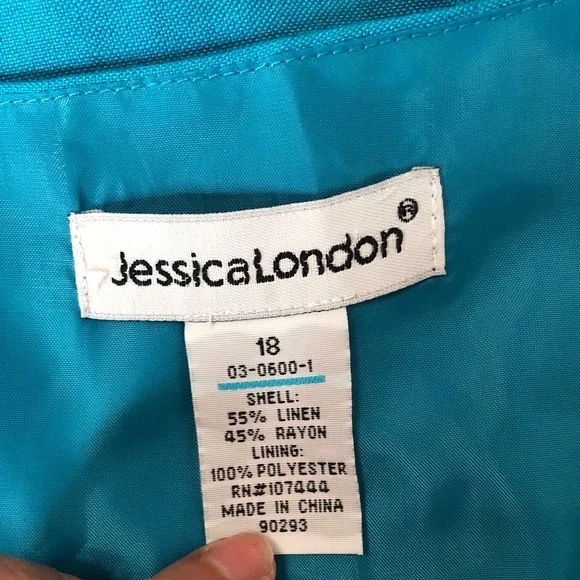 JessicaLondon®
18
03-0600-1
SHELL:
55% LINEN
45% RAYON
LINING:
100% POLYESTER
RN#107444
MADE IN CHINA
90293